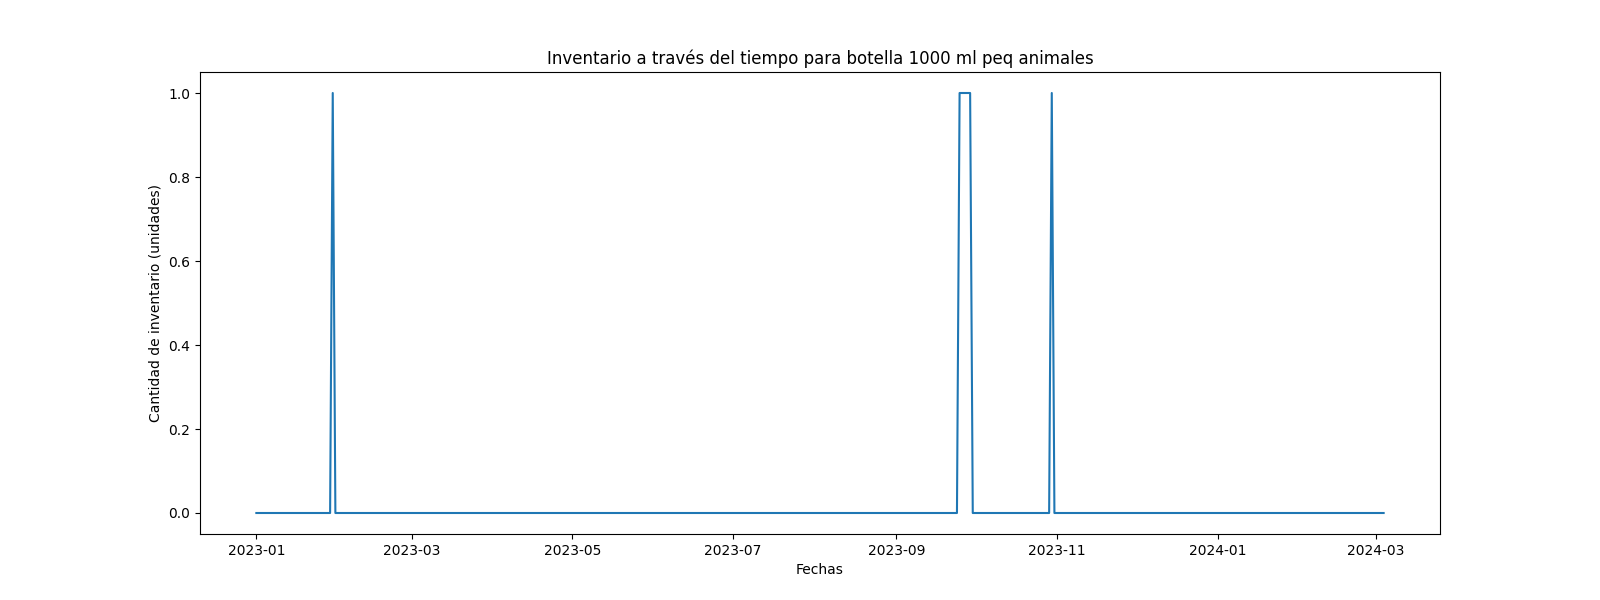 Inventario a través del tiempo para botella 1000 ml peq animales
Cantidad de inventario (unidades)
1.0
0.8
0.6
0.4
0.2
0.0
2023-01 2023-03 2023-05 2023-07 2023-09 2023-11 2024-01 2024-03
Fechas